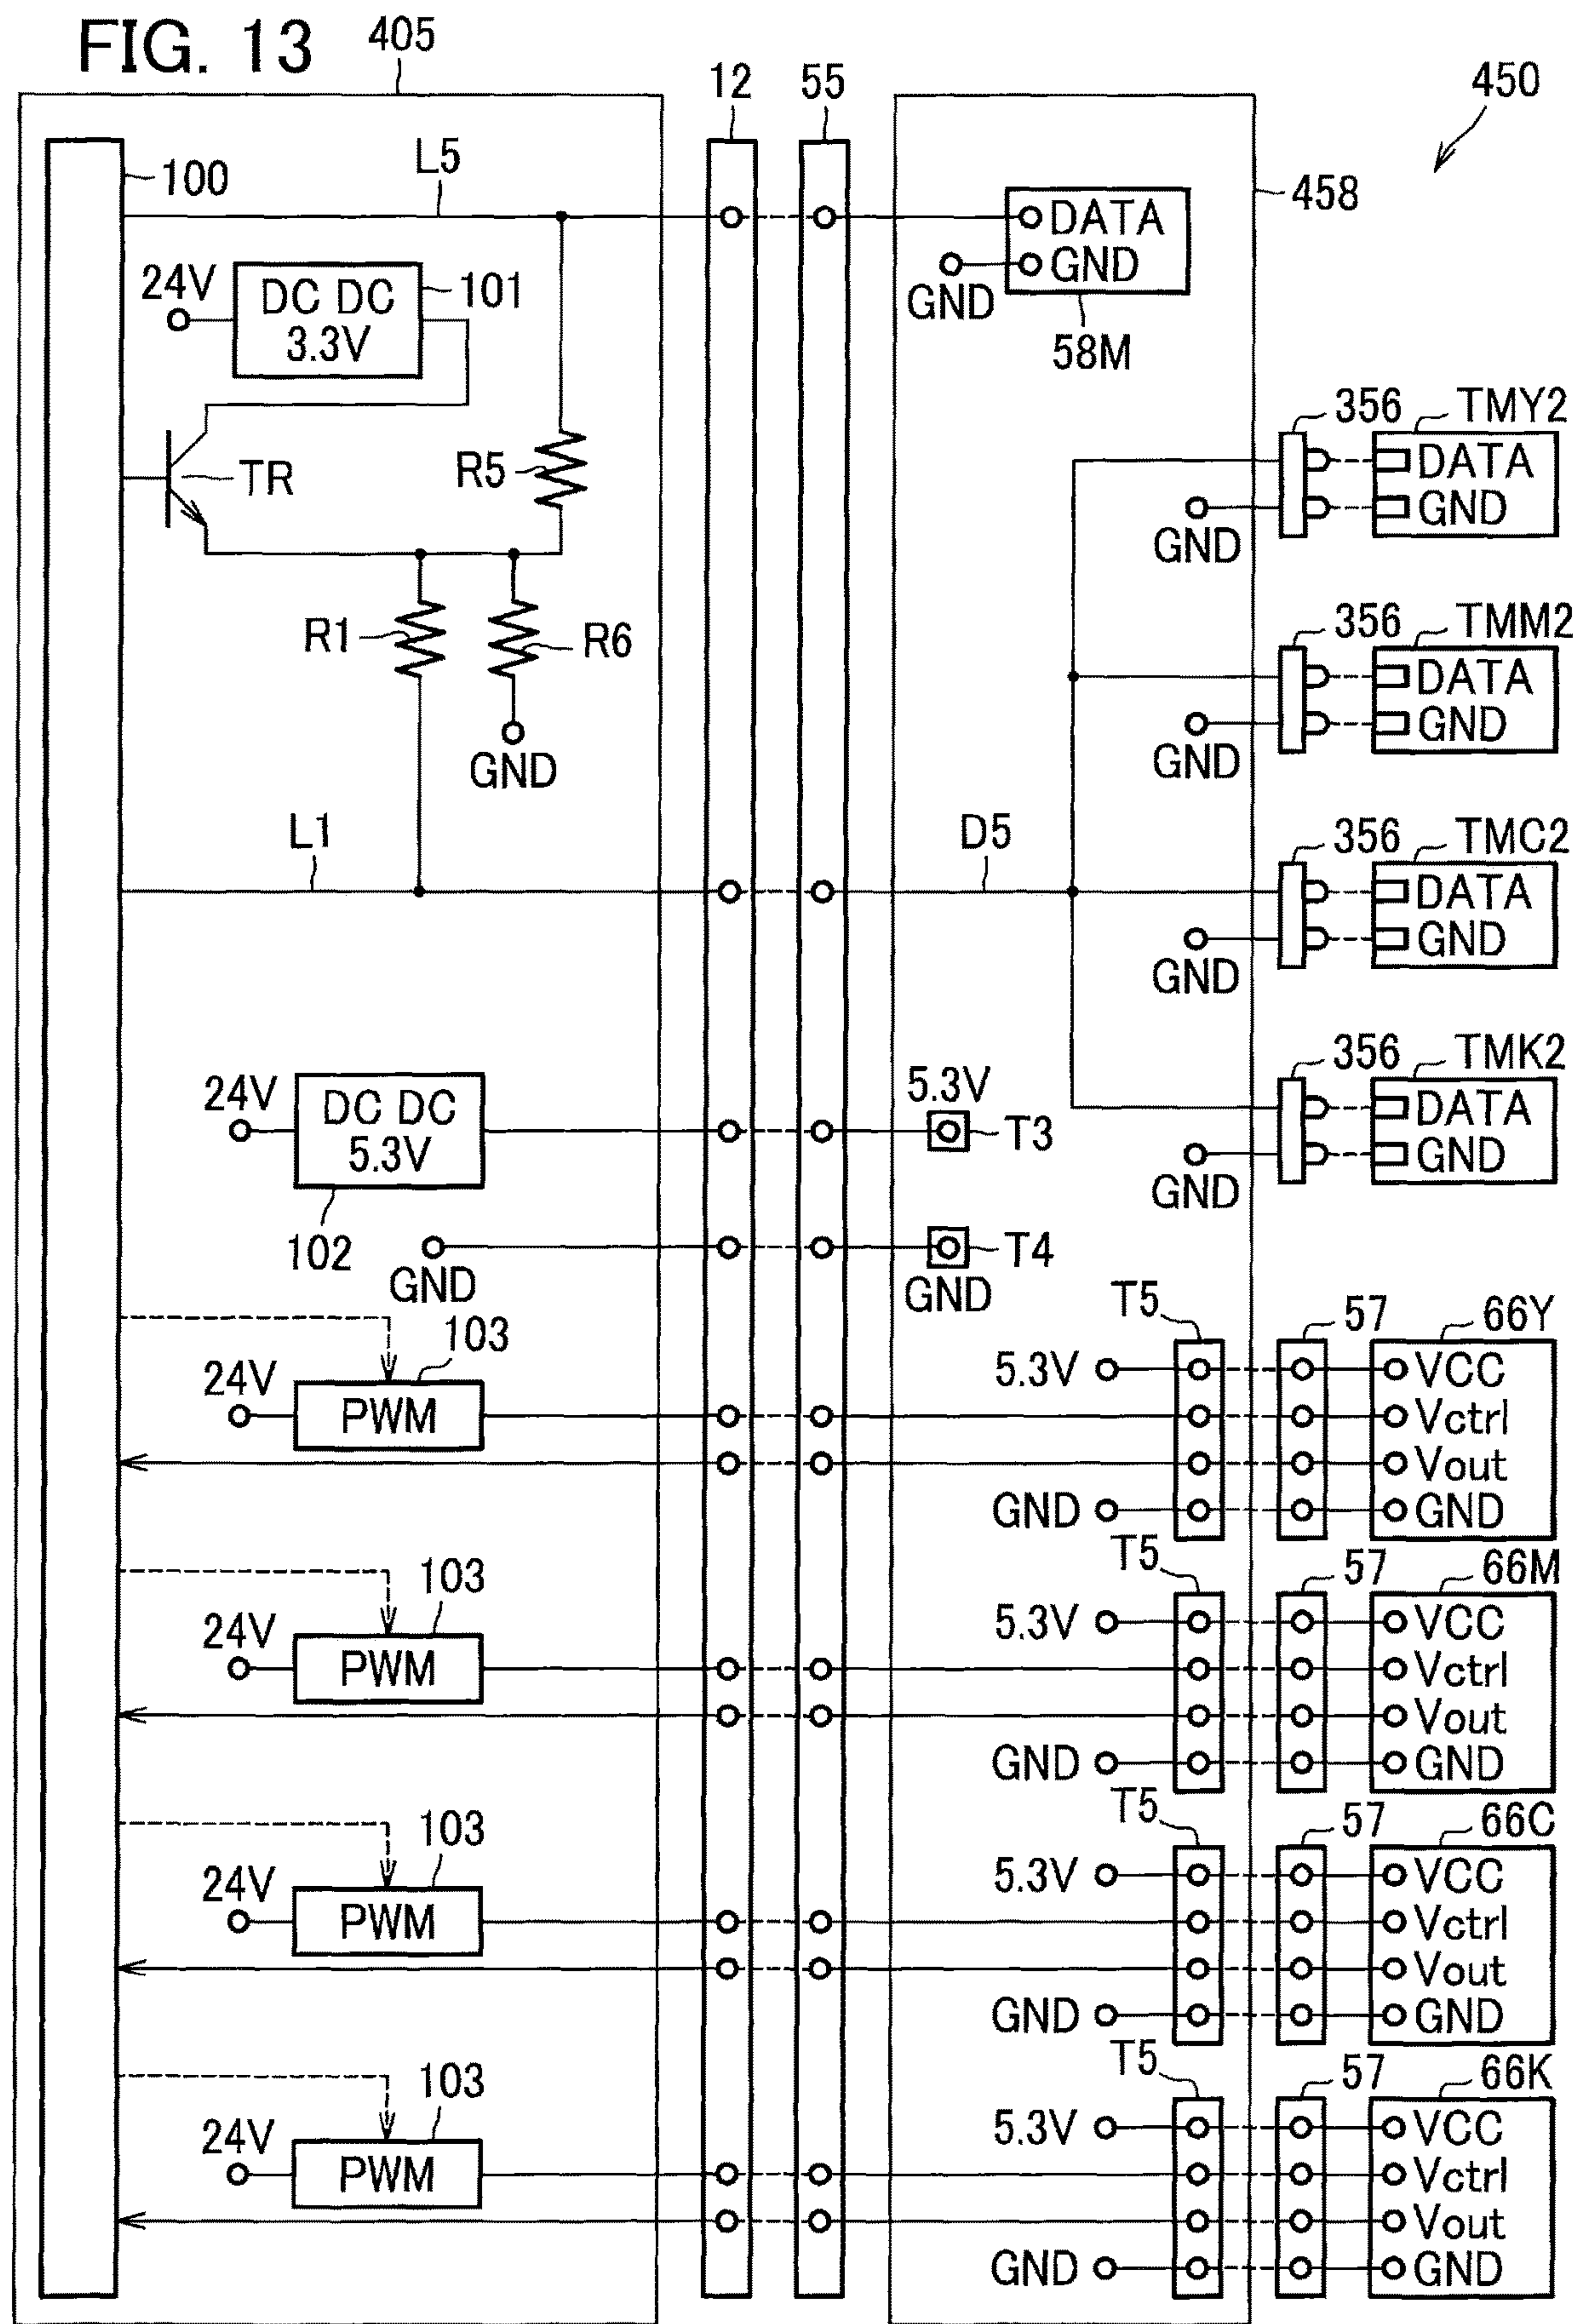 FIG. 13
405
12
55
450
100
L5
458
DATA
GND
GND
58M
24V
DC DC
3.3V
101
TR
R5
R1
R6
GND
356
TMY2
DATA
GND
GND
356
TMM2
DATA
GND
GND
L1
D5
356
TMC2
DATA
GND
GND
356
TMK2
DATA
GND
GND
24V
DC DC
5.3V
102
5.3V
T3
GND
T4
GND
103
24V
PWM
T5
57
66Y
5.3V
VCC
Vctrl
Vout
GND
GND
103
24V
PWM
T5
57
66M
5.3V
VCC
Vctrl
Vout
GND
GND
103
24V
PWM
T5
57
66C
5.3V
VCC
Vctrl
Vout
GND
GND
103
24V
PWM
T5
57
66K
5.3V
VCC
Vctrl
Vout
GND
GND